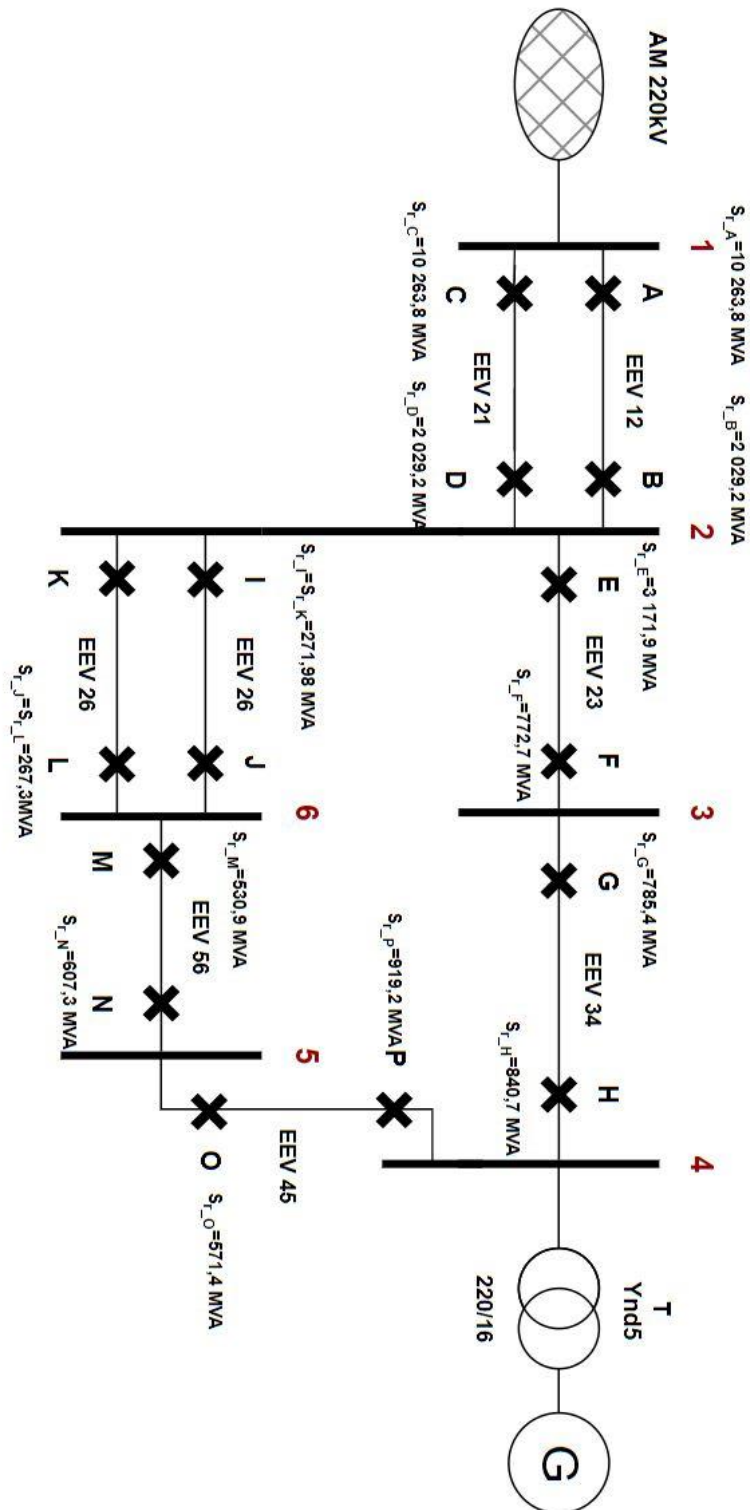 S_r_A=10 263,8 MVA
S_r_B=2 029,2 MVA
1
2
3
4
AM 220kV
A
EEV 12
B
S_r_E=3 171,9 MVA
E
EEV 23
F
S_r_F=772,7 MVA
S_r_G=785,4 MVA
G
EEV 34
H
S_r_H=840,7 MVA
T
Ynd5
220/16
G
C
EEV 21
D
S_r_C=10 263,8 MVA
S_r_D=2 029,2 MVA
S_r_P=919,2 MVA
P
S_r_I=S_r_K=271,98 MVA
6
5
I
EEV 26
J
S_r_M=530,9 MVA
EEV 45
O
S_r_O=571,4 MVA
EEV 56
M
N
S_r_N=607,3 MVA
K
EEV 26
L
S_r_J=S_r_L=267,3MVA